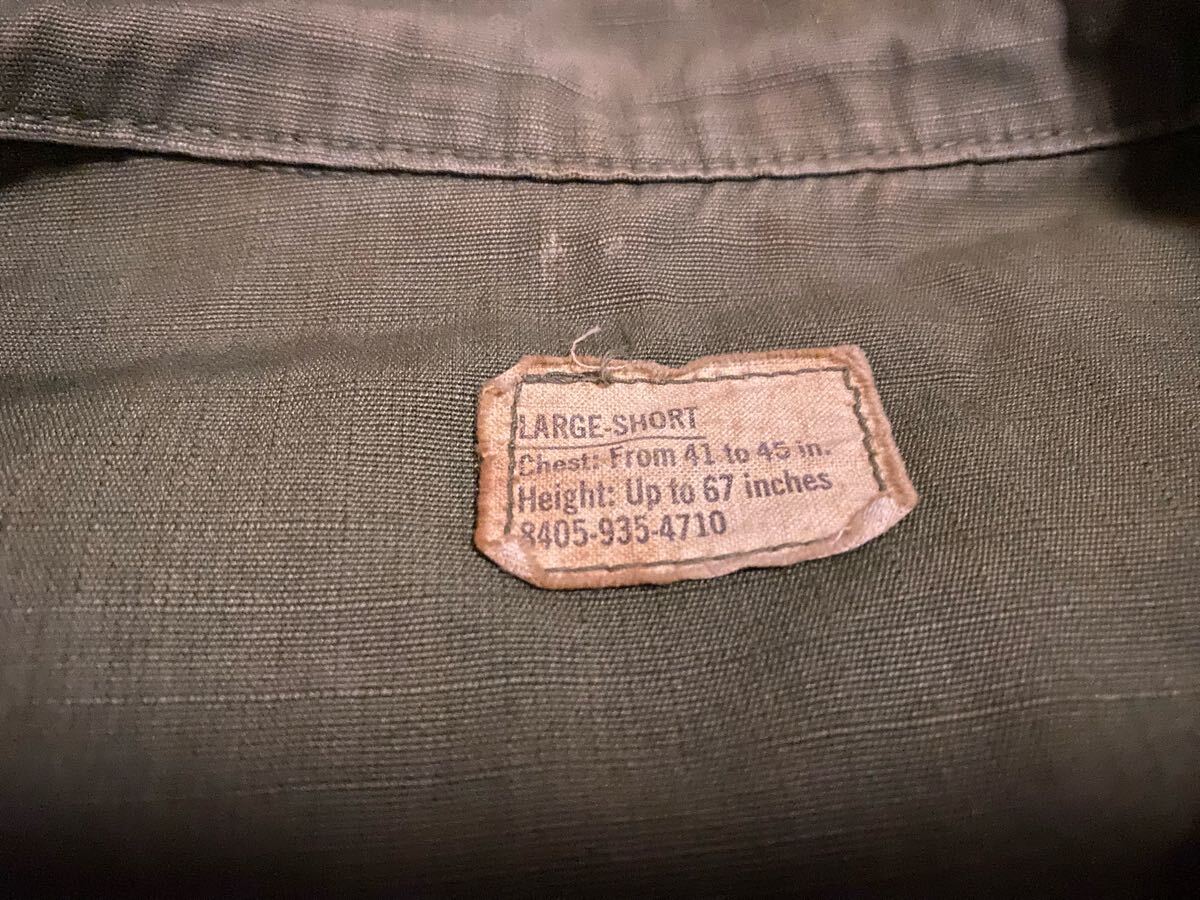 LARGE-SHORT
Chest: From 41 to 45 in.
Height: Up to 67 inches
8405-935-4710